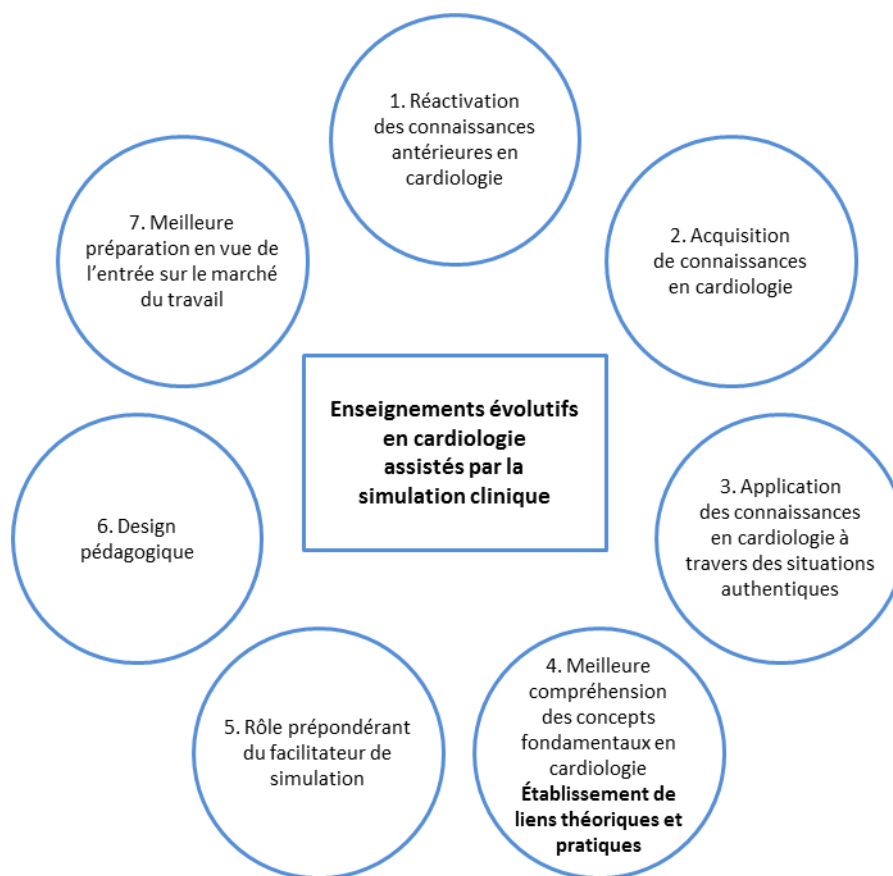 1. Réactivation
des connaissances
antérieures en
cardiologie
2. Acquisition
de connaissances
en cardiologie
3. Application
des connaissances
en cardiologie à
travers des situations
authentiques
4. Meilleure
compréhension
des concepts
fondamentaux en
cardiologie
Établissement de
liens théoriques et
pratiques
5. Rôle prépondérant
du facilitateur de
simulation
6. Design
pédagogique
7. Meilleure
préparation en vue de
l’entrée sur le marché
du travail
Enseignements évolutifs
en cardiologie
assistés par la
simulation clinique